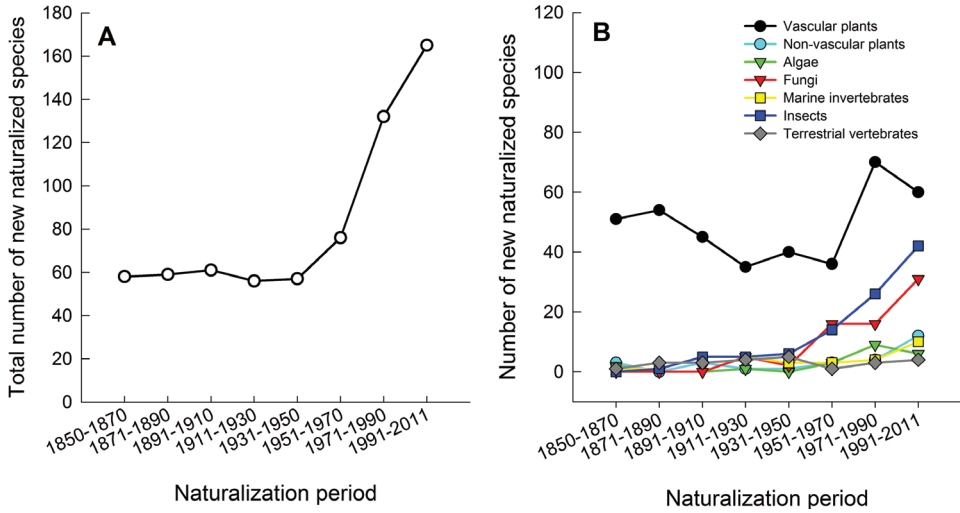 A
Total number of new naturalized species
180
160
140
120
100
80
60
40
20
0
1850-1870
1871-1890
1891-1910
1911-1930
1931-1950
1951-1970
1971-1990
1991-2011
Naturalization period
B
Number of new naturalized species
120
100
80
60
40
20
0
Vascular plants
Non-vascular plants
Algae
Fungi
Marine invertebrates
Insects
Terrestrial vertebrates
1850-1870
1871-1890
1891-1910
1911-1930
1931-1950
1951-1970
1971-1990
1991-2011
Naturalization period